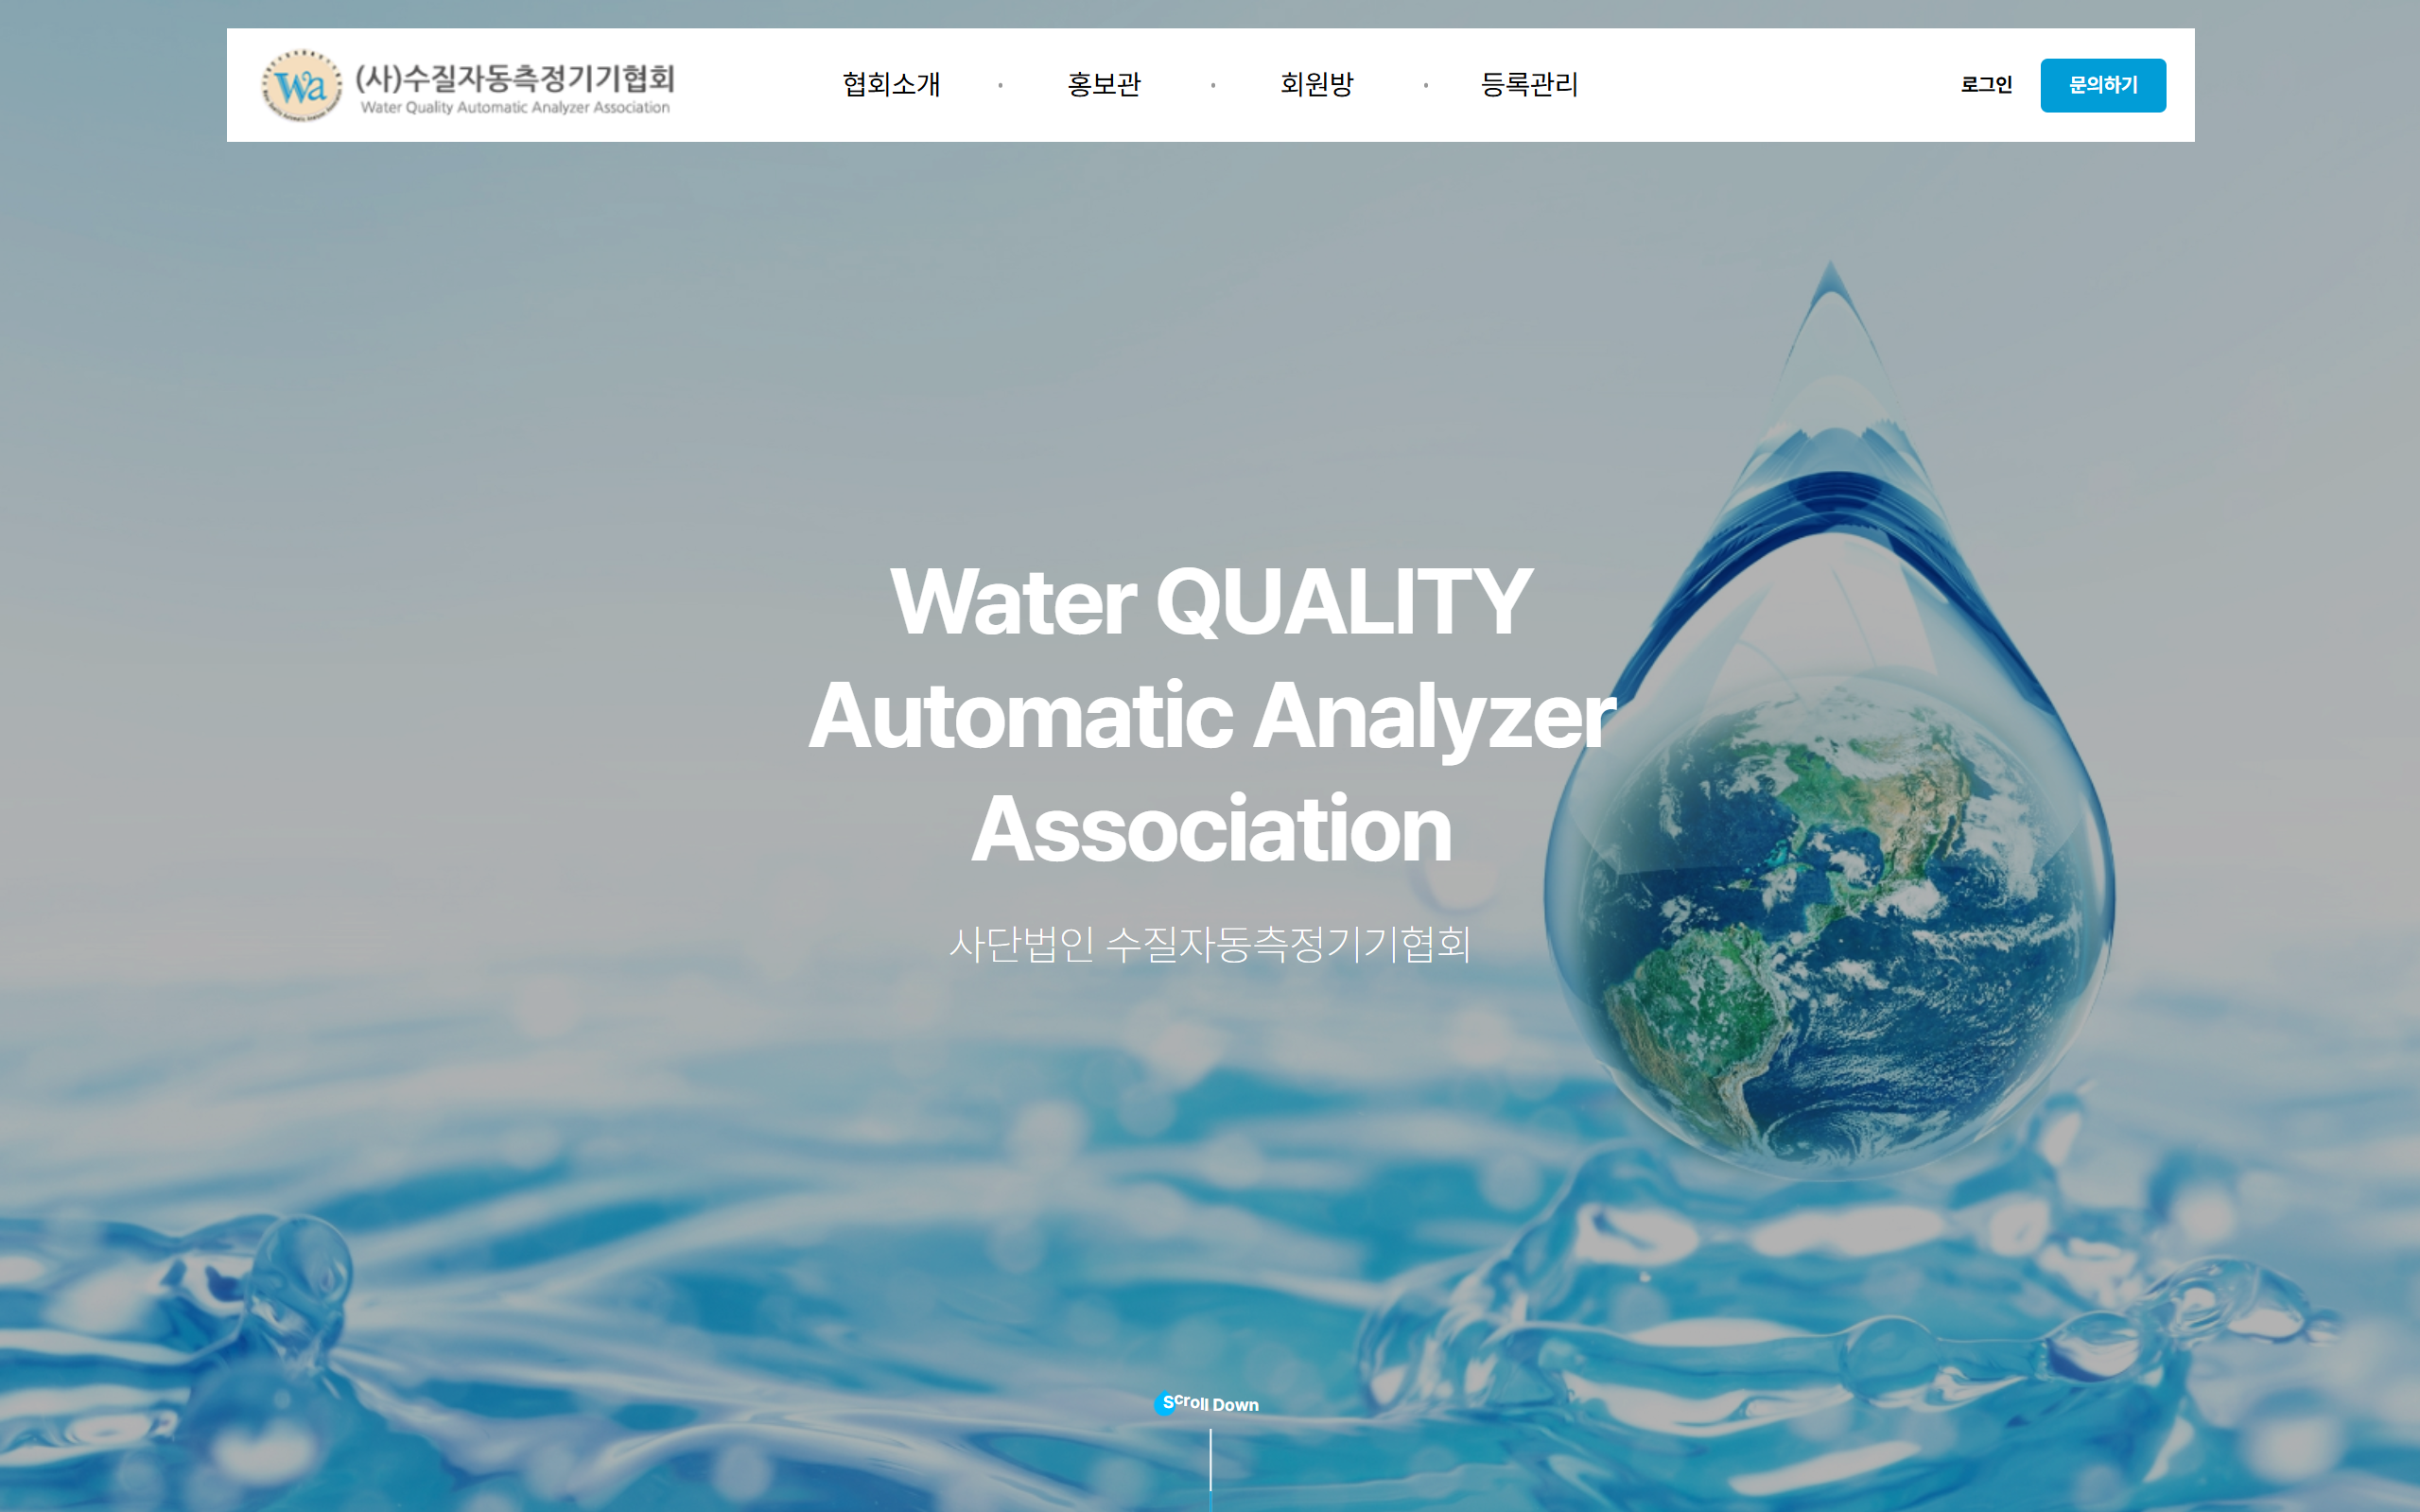 (사)수질자동측정기기협회
Water Quality Automatic Analyzer Association
협회소개 · 홍보관 · 회원방 · 등록관리
로그인
문의하기
Water QUALITY
Automatic Analyzer
Association
사단법인 수질자동측정기기협회
Scroll Down